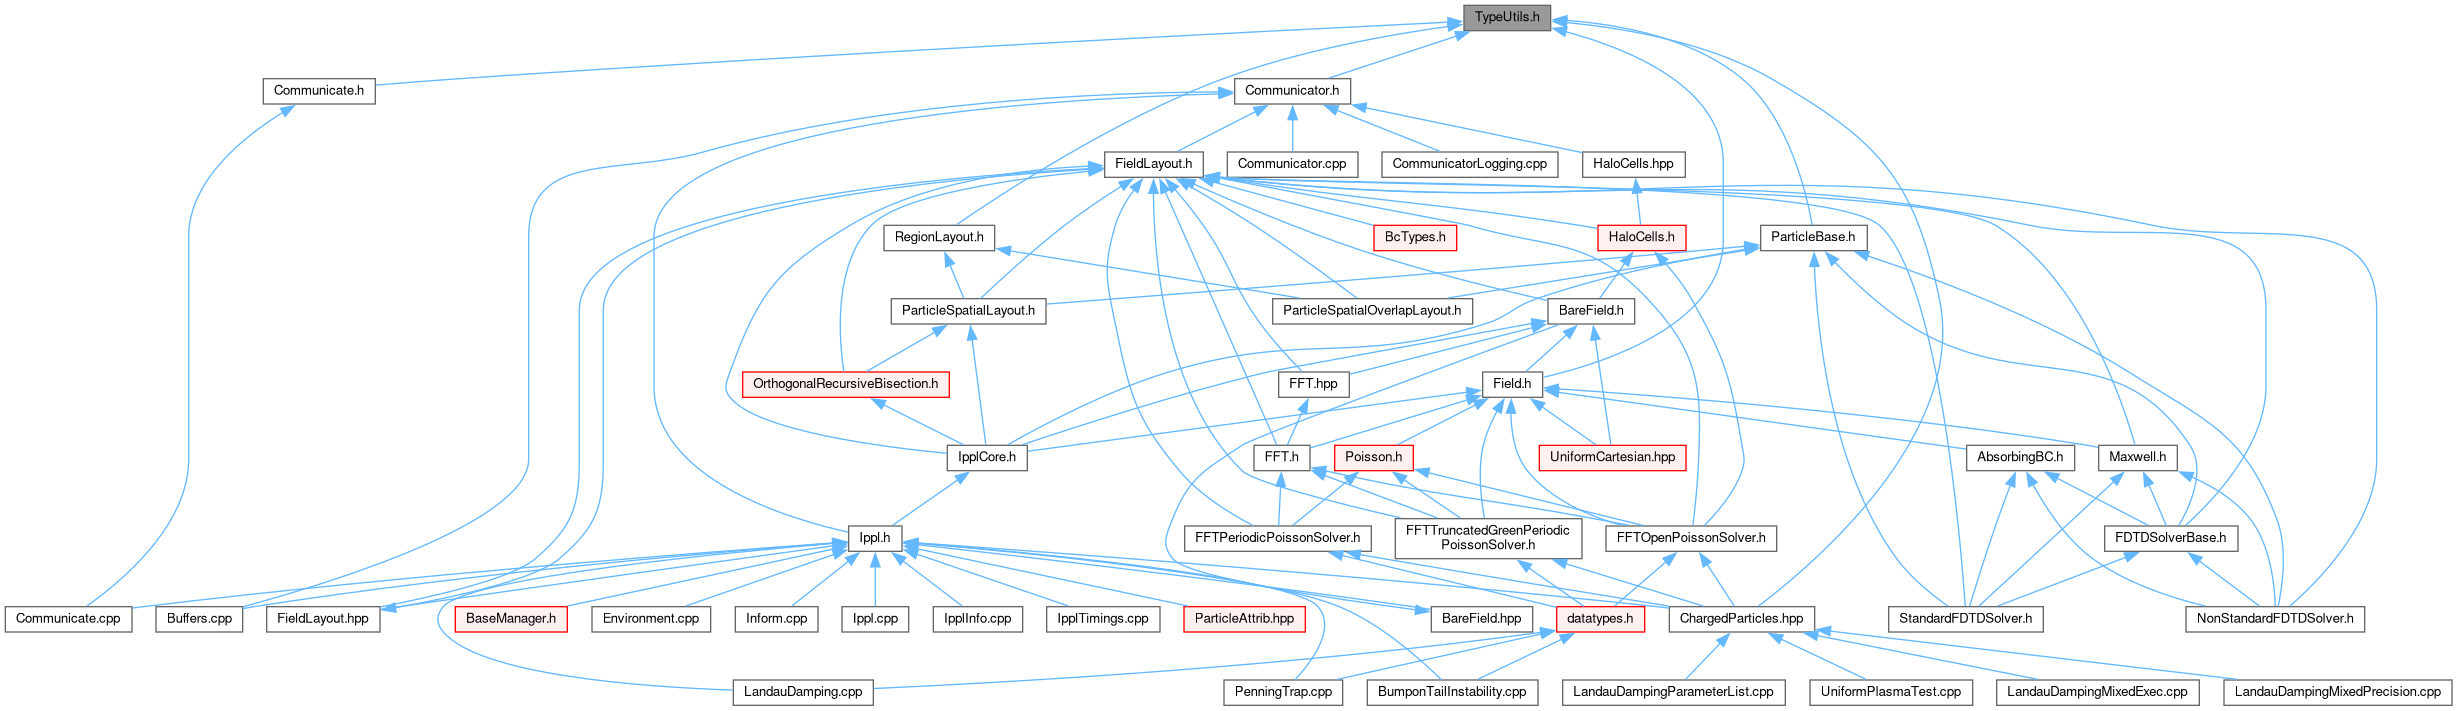 TypeUtils.h
Communicate.h
Communicator.h
FieldLayout.h
Communicator.cpp
CommunicatorLogging.cpp
HaloCells.hpp
RegionLayout.h
BcTypes.h
HaloCells.h
ParticleBase.h
ParticleSpatialLayout.h
ParticleSpatialOverlapLayout.h
BareField.h
OrthogonalRecursiveBisection.h
FFT.hpp
Field.h
IpplCore.h
FFT.h
Poisson.h
UniformCartesian.hpp
AbsorbingBC.h
Maxwell.h
Ippl.h
FFTPeriodicPoissonSolver.h
FFTTruncatedGreenPeriodic
PoissonSolver.h
FFTOpenPoissonSolver.h
FDTDSolverBase.h
Communicate.cpp
Buffers.cpp
FieldLayout.hpp
BaseManager.h
Environment.cpp
Inform.cpp
Ippl.cpp
IpplInfo.cpp
IpplTimings.cpp
ParticleAttrib.hpp
BareField.hpp
datatypes.h
ChargedParticles.hpp
StandardFDTDSolver.h
NonStandardFDTDSolver.h
LandauDamping.cpp
PenningTrap.cpp
BumponTailInstability.cpp
LandauDampingParameterList.cpp
UniformPlasmaTest.cpp
LandauDampingMixedExec.cpp
LandauDampingMixedPrecision.cpp